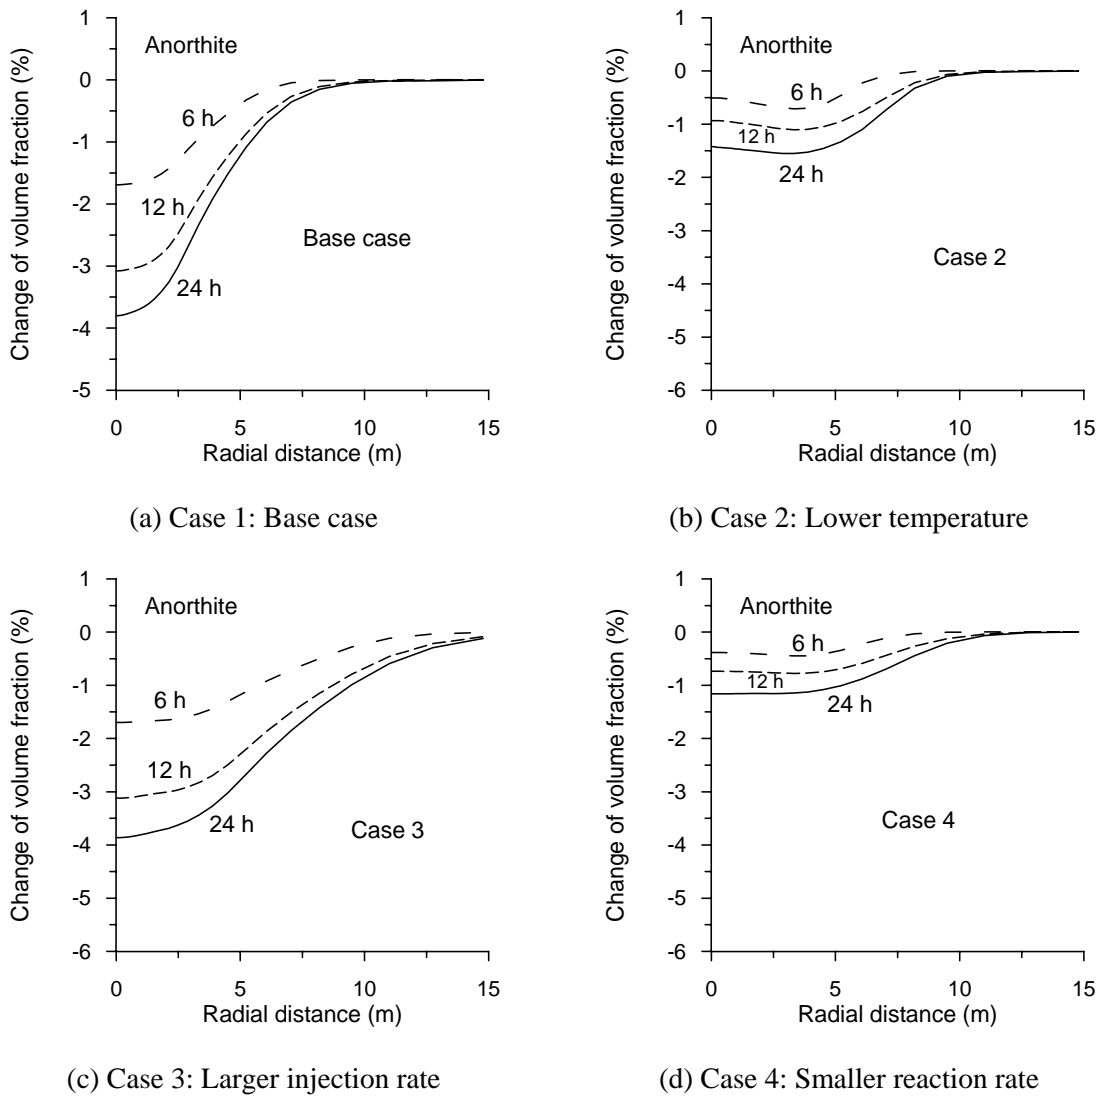 Change of volume fraction (%)
1
0
-1
-2
-3
-4
-5
Anorthite
6 h
12 h
24 h
Base case
0
5
10
15
Radial distance (m)
(a) Case 1: Base case
Change of volume fraction (%)
1
0
-1
-2
-3
-4
-5
-6
Anorthite
6 h
12 h
24 h
Case 2
0
5
10
15
Radial distance (m)
(b) Case 2: Lower temperature
Change of volume fraction (%)
1
0
-1
-2
-3
-4
-5
-6
Anorthite
6 h
12 h
24 h
Case 3
0
5
10
15
Radial distance (m)
(c) Case 3: Larger injection rate
Change of volume fraction (%)
1
0
-1
-2
-3
-4
-5
-6
Anorthite
6 h
12 h
24 h
Case 4
0
5
10
15
Radial distance (m)
(d) Case 4: Smaller reaction rate